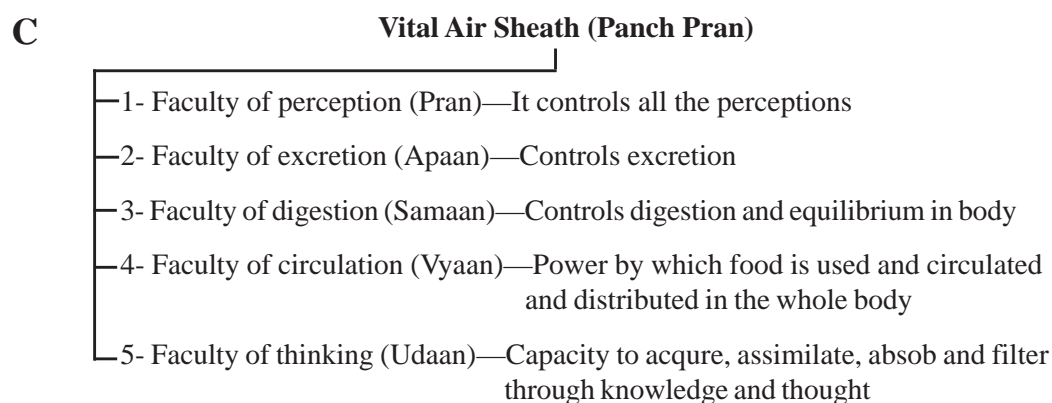 C
Vital Air Sheath (Panch Pran)
1- Faculty of perception (Pran)—It controls all the perceptions
2- Faculty of excretion (Apaan)—Controls excretion
3- Faculty of digestion (Samaan)—Controls digestion and equilibrium in body
4- Faculty of circulation (Vyaan)—Power by which food is used and circulated
and distributed in the whole body
5- Faculty of thinking (Udaan)—Capacity to acqure, assimilate, absob and filter
through knowledge and thought